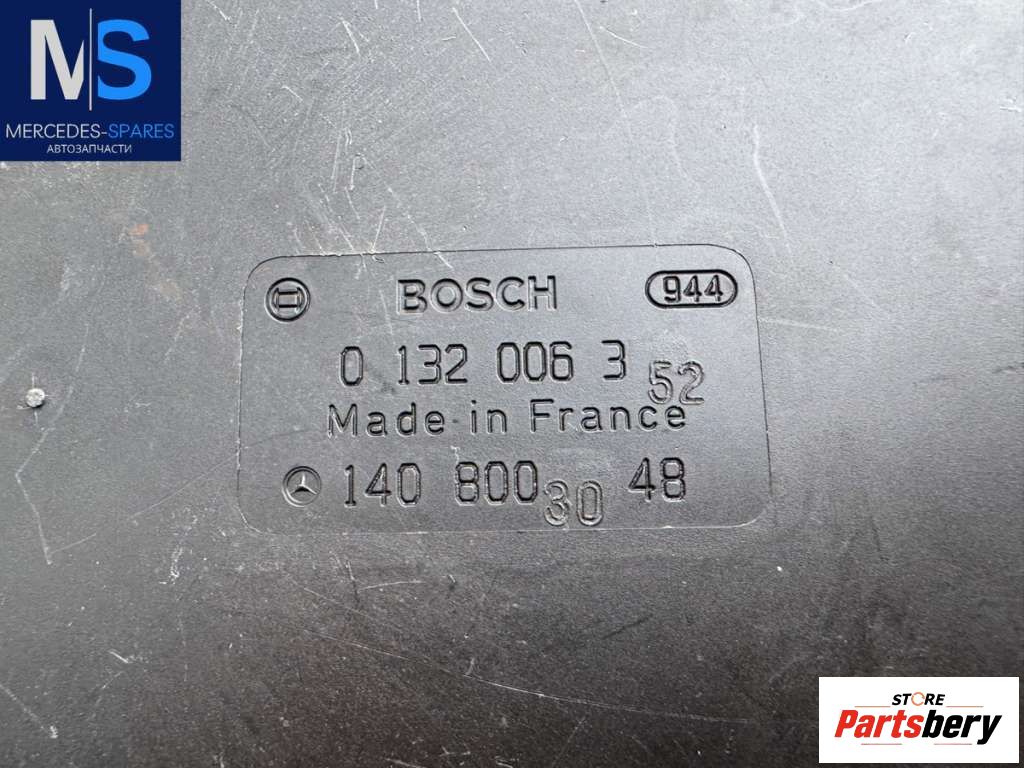 MS
MERCEDES-SPARES
АВТОЗАПЧАСТИ
BOSCH 944
0 132 006 3 52
Made in France
140 800 30 48
STORE
Partsbery